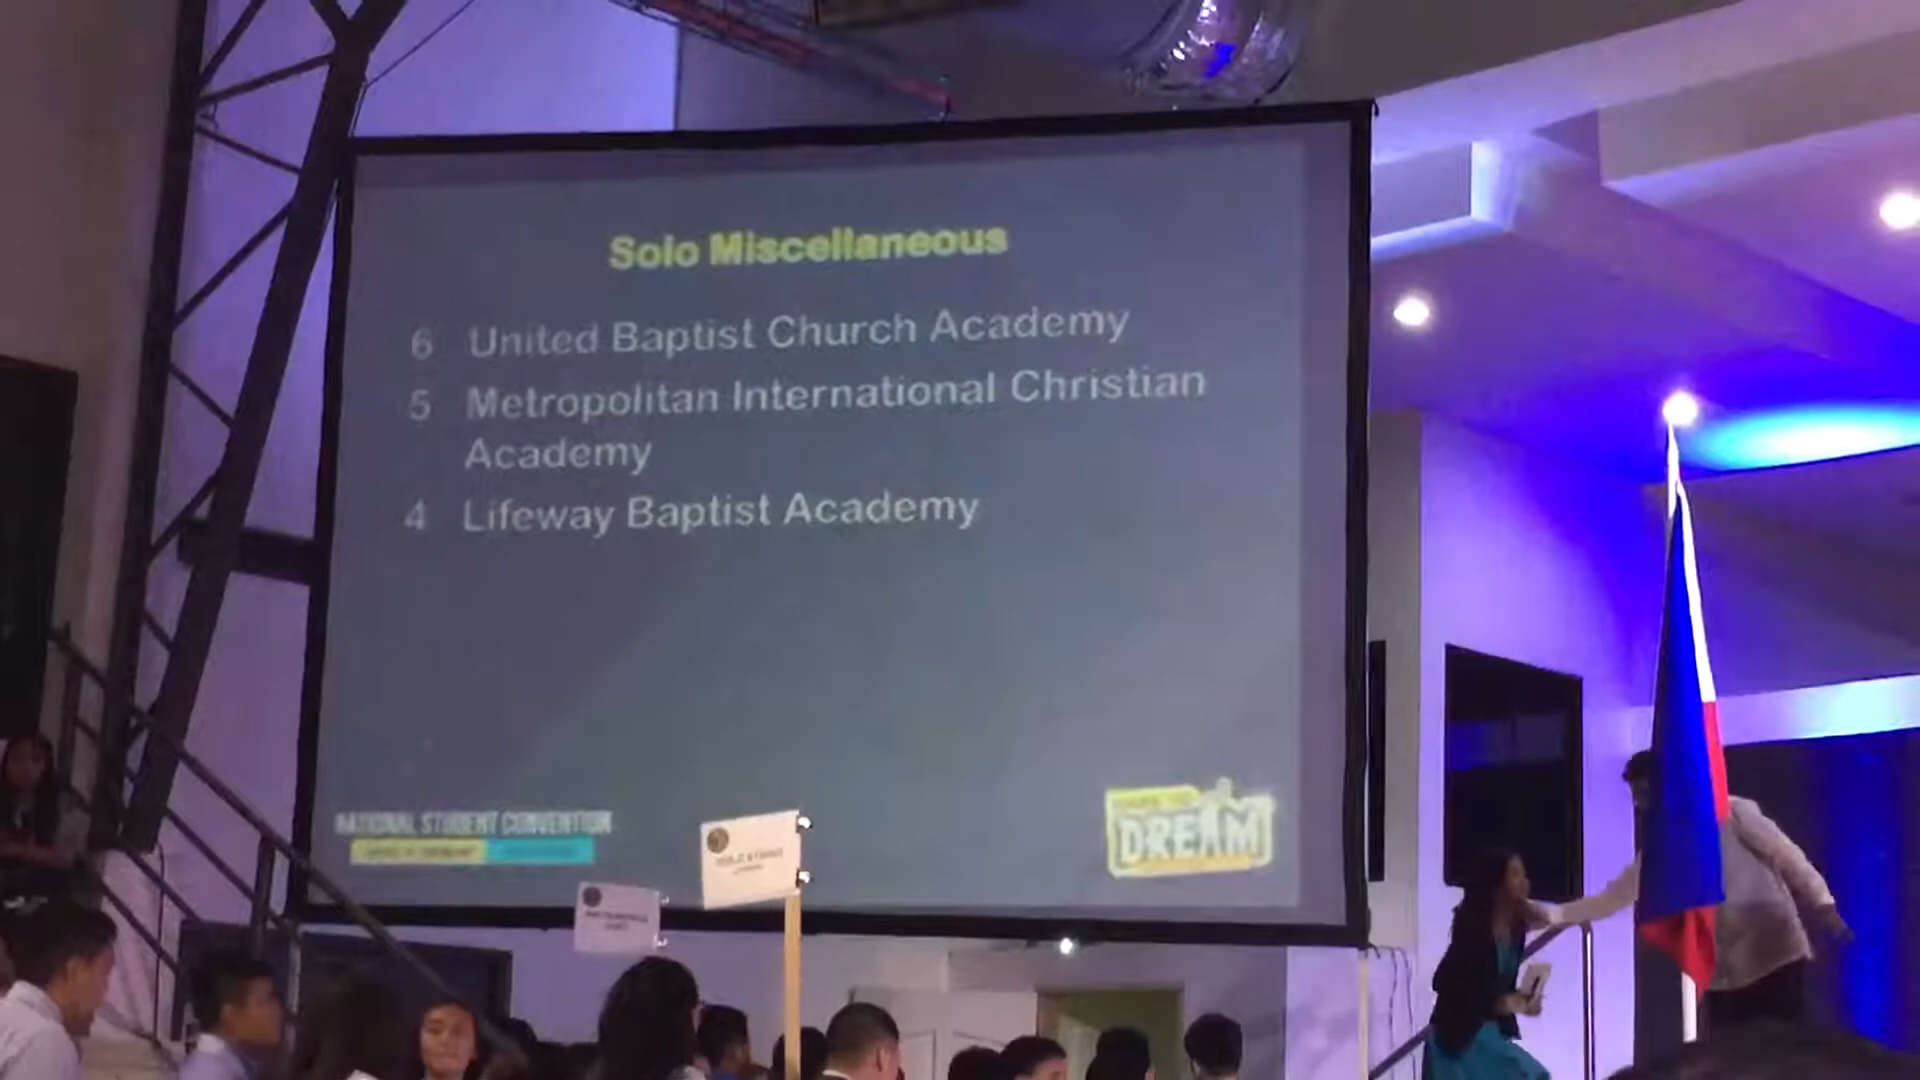 Solo Miscellaneous
6 United Baptist Church Academy
5 Metropolitan International Christian
Academy
4 Lifeway Baptist Academy
NATIONAL STUDENT CONVENTION
DREAM